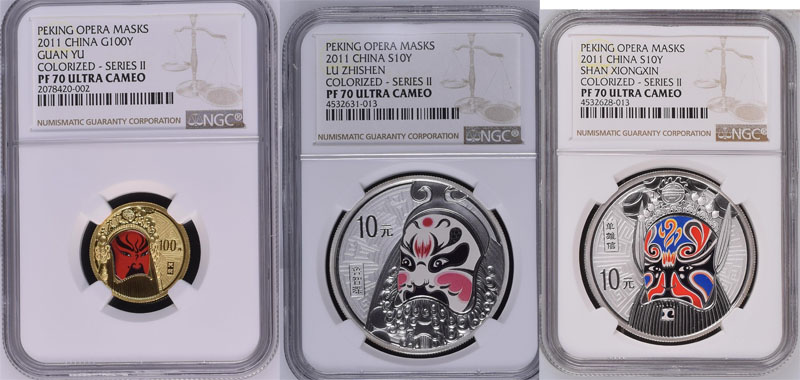 PEKING OPERA MASKS
2011 CHINA G100Y
GUAN YU
COLORIZED - SERIES II
PF 70 ULTRA CAMEO
2078420-002
NUMISMATIC GUARANTY CORPORATION
NGC®
100元
PEKING OPERA MASKS
2011 CHINA S10Y
LU ZHISHEN
COLORIZED - SERIES II
PF 70 ULTRA CAMEO
4532631-013
NUMISMATIC GUARANTY CORPORATION
NGC®
10元
PEKING OPERA MASKS
2011 CHINA S10Y
SHAN XIONGXIN
COLORIZED - SERIES II
PF 70 ULTRA CAMEO
4532628-013
NUMISMATIC GUARANTY CORPORATION
NGC®
單雄信
10元